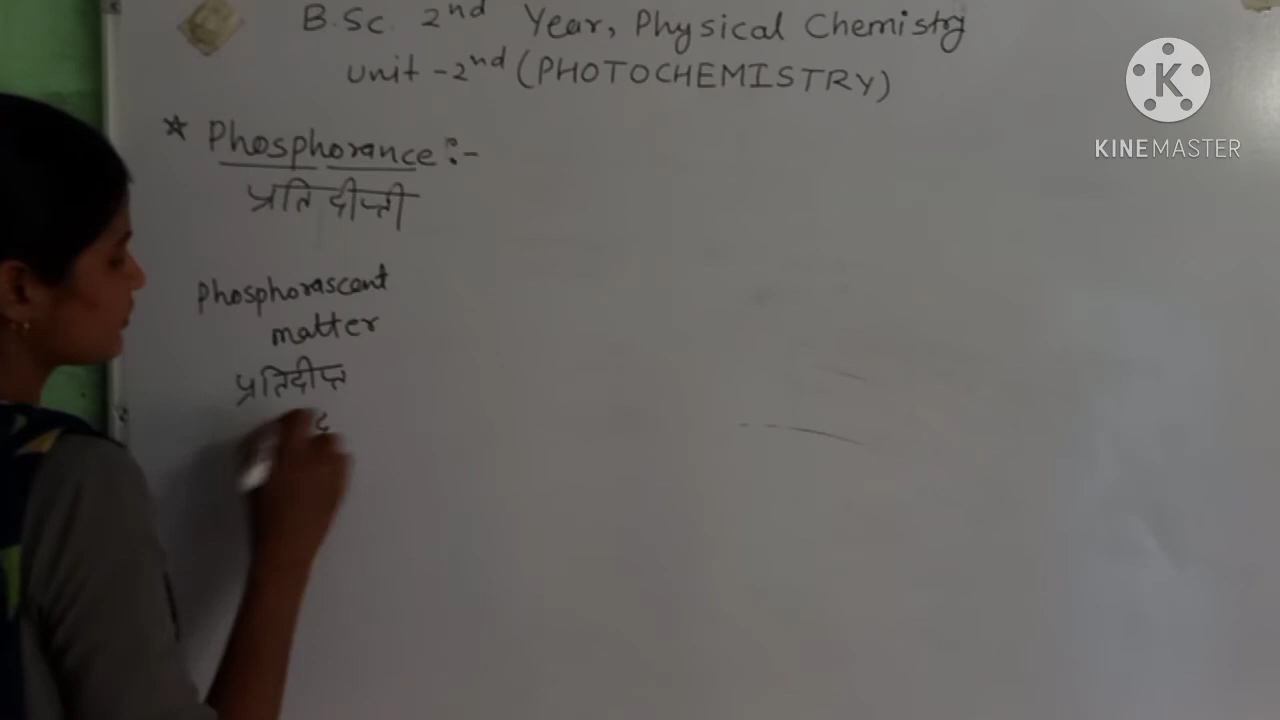 B.Sc. 2nd Year, Physical Chemistry
Unit-2nd (PHOTOCHEMISTRY)
* Phosphorance :-
प्रतिदीप्ती
Phosphorascent
matter
प्रतिदीप्त
KINEMASTER